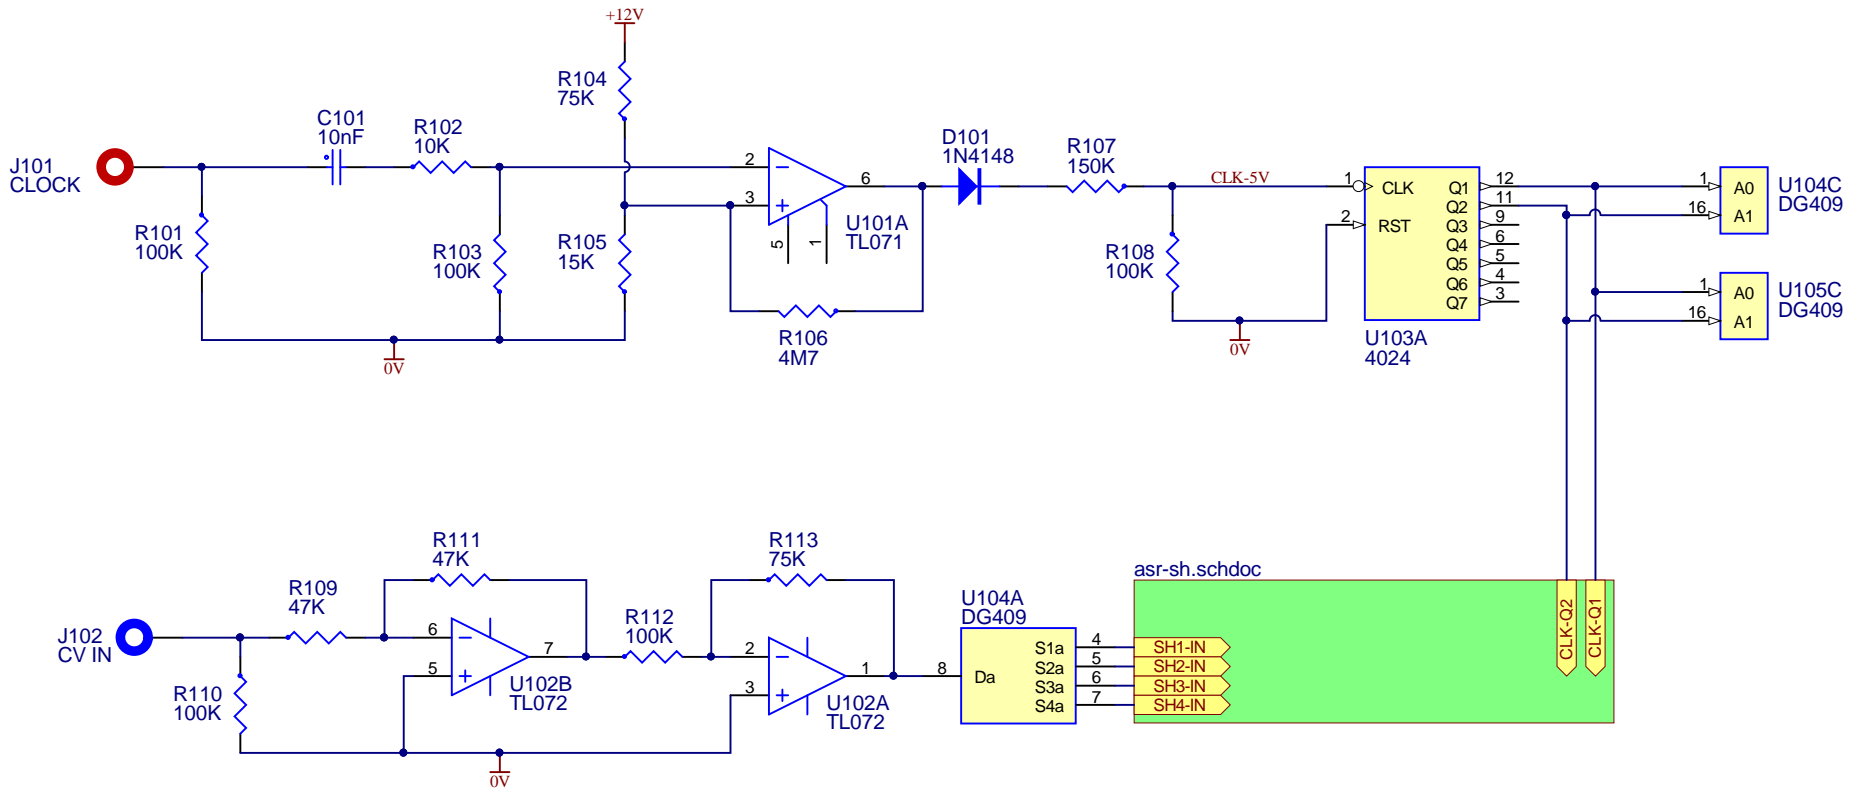 +12V
R104
75K
C101
10nF
R102
10K
J101
CLOCK
R101
100K
R103
100K
R105
15K
2
3
6
5
1
U101A
TL071
R106
4M7
0V
D101
1N4148
R107
150K
CLK-5V
R108
100K
0V
1
CLK
2
RST
Q1
12
Q2
11
Q3
9
Q4
6
Q5
5
Q6
4
Q7
3
U103A
4024
1
A0
16
A1
U104C
DG409
1
A0
16
A1
U105C
DG409
J102
CV IN
R109
47K
R110
100K
R111
47K
6
5
7
U102B
TL072
R112
100K
R113
75K
2
3
1
U102A
TL072
0V
U104A
DG409
8
Da
S1a
4
S2a
5
S3a
6
S4a
7
asr-sh.schdoc
SH1-IN
SH2-IN
SH3-IN
SH4-IN
CLK-Q2
CLK-Q1